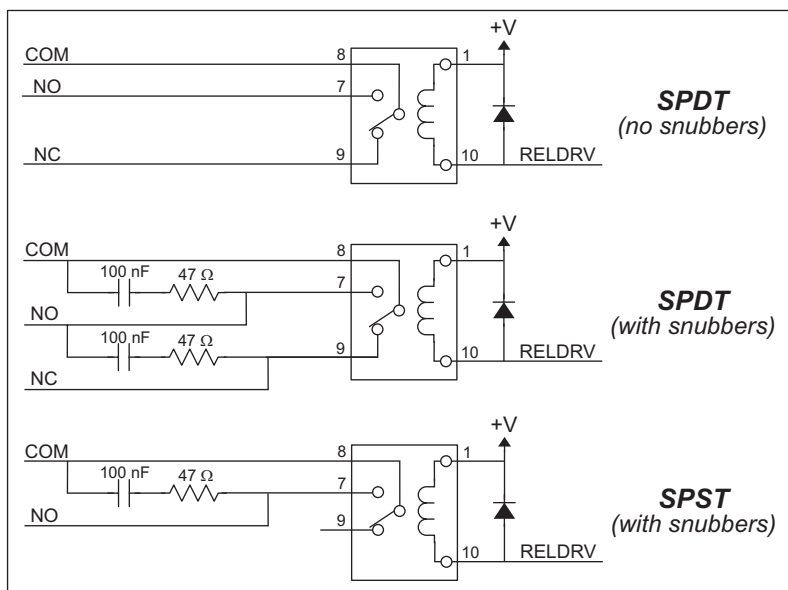 +V
COM 8 1
NO 7
SPDT
(no snubbers)
NC 9 10 RELDRV
+V
COM 8 1
100 nF 47 Ω 7
NO
SPDT
(with snubbers)
100 nF 47 Ω 9 10 RELDRV
NC
+V
COM 8 1
100 nF 47 Ω 7
NO
SPST
(with snubbers)
9
10 RELDRV